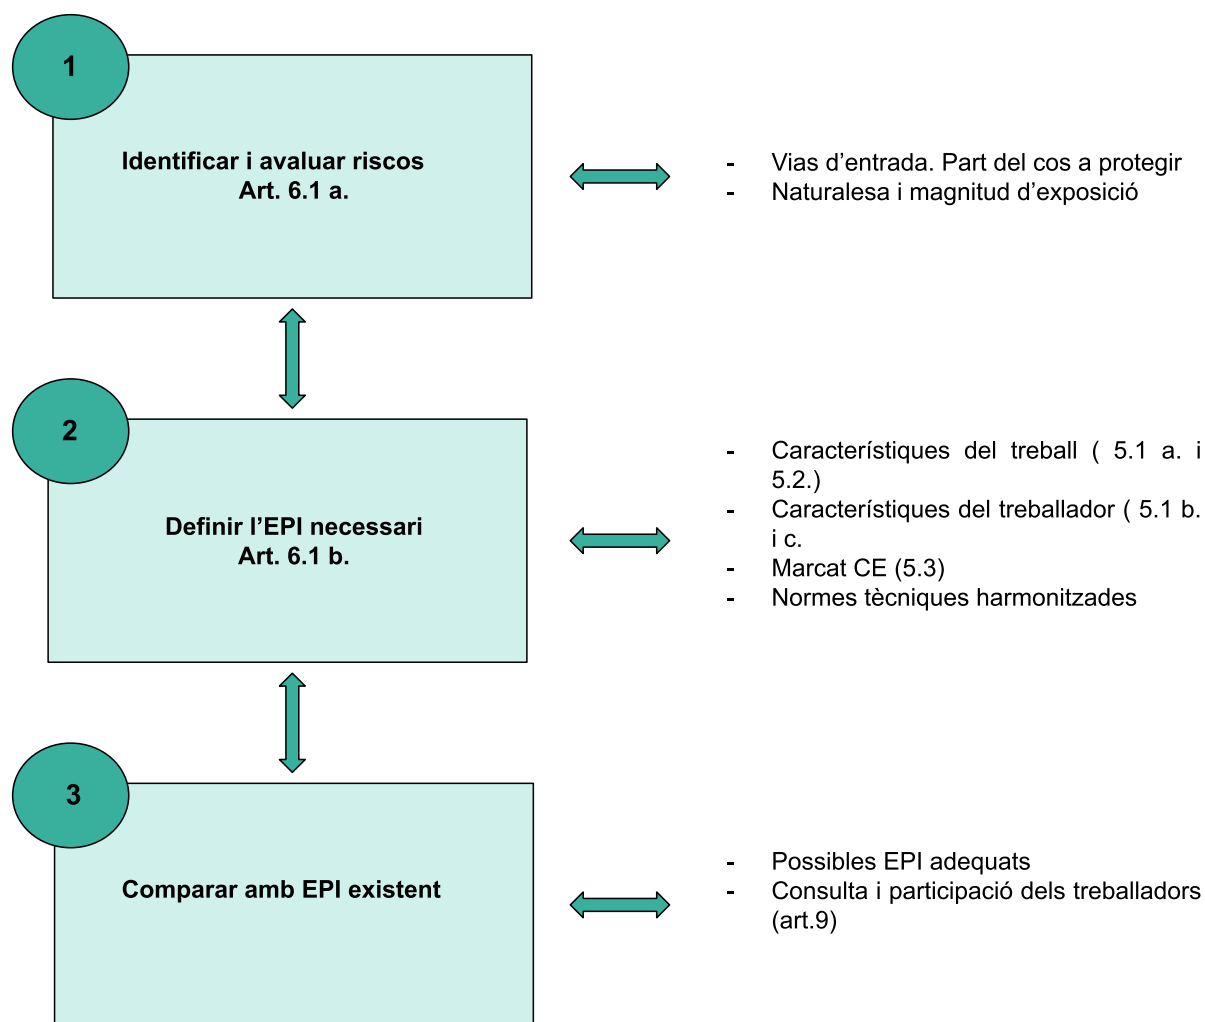 1
Identificar i avaluar riscos
Art. 6.1 a.
- Vias d’entrada. Part del cos a protegir
- Naturalesa i magnitud d’exposició
2
Definir l’EPI necessari
Art. 6.1 b.
- Característiques del treball ( 5.1 a. i
5.2.)
- Característiques del treballador ( 5.1 b.
i c.
- Marcat CE (5.3)
- Normes tècniques harmonitzades
3
Comparar amb EPI existent
- Possibles EPI adequats
- Consulta i participació dels treballadors
(art.9)